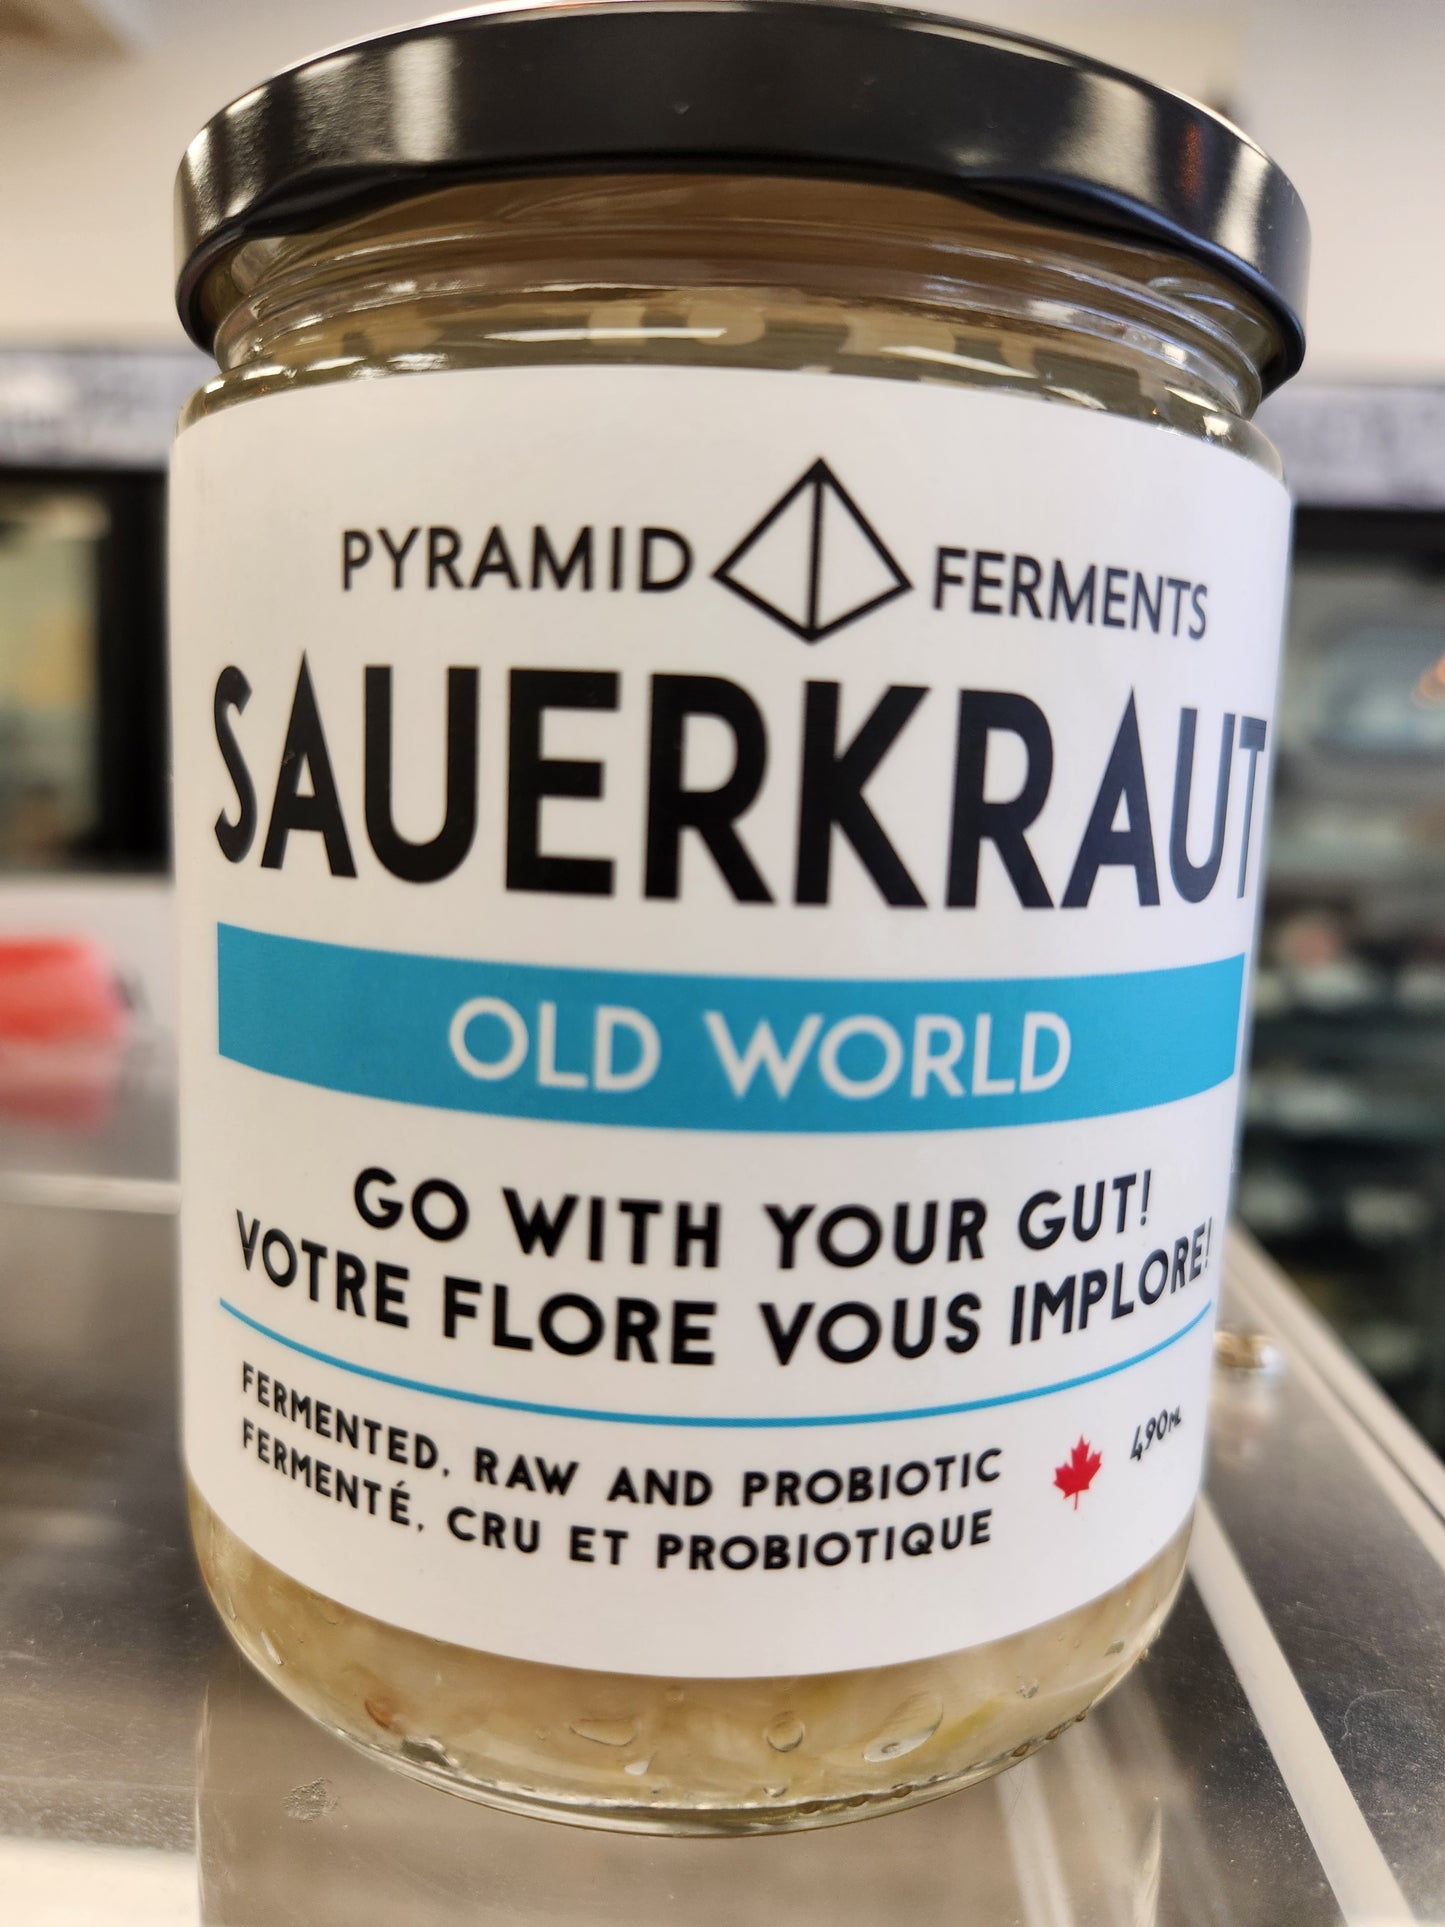 PYRAMID FERMENTS
SAUERKRAUT
OLD WORLD
GO WITH YOUR GUT!
VOTRE FLORE VOUS IMPLORE!
FERMENTED, RAW AND PROBIOTIC
FERMENTÉ, CRU ET PROBIOTIQUE
490ML